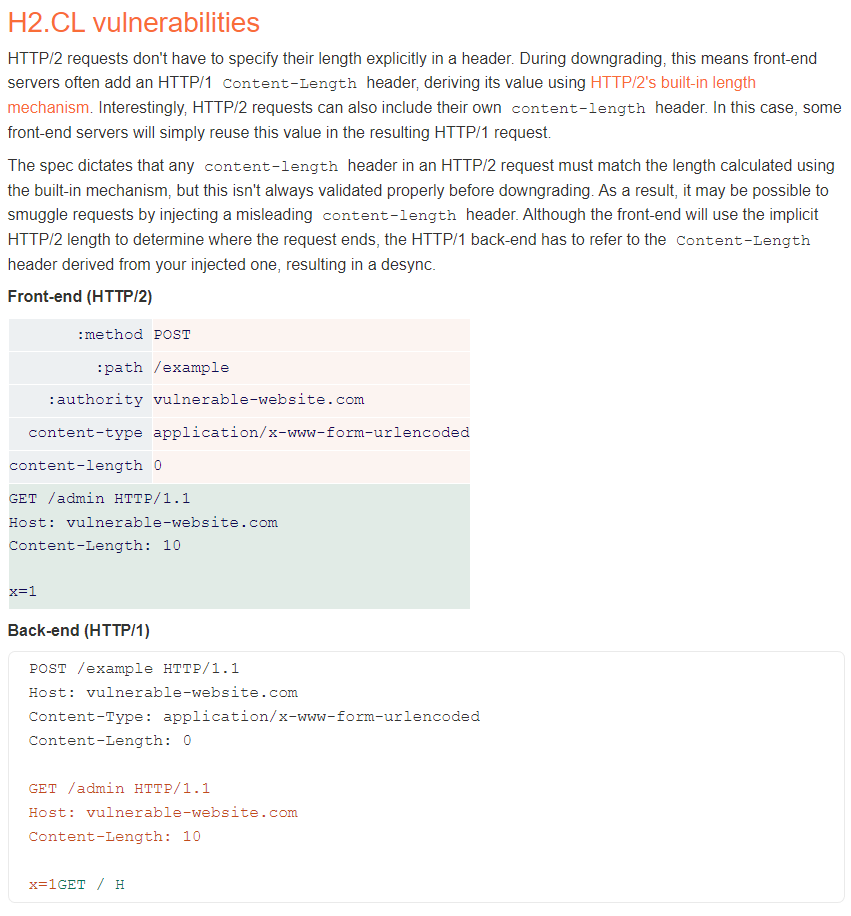 H2.CL vulnerabilities
HTTP/2 requests don't have to specify their length explicitly in a header. During downgrading, this means front-end
servers often add an HTTP/1 Content-Length header, deriving its value using HTTP/2's built-in length
mechanism. Interestingly, HTTP/2 requests can also include their own content-length header. In this case, some
front-end servers will simply reuse this value in the resulting HTTP/1 request.
The spec dictates that any content-length header in an HTTP/2 request must match the length calculated using
the built-in mechanism, but this isn't always validated properly before downgrading. As a result, it may be possible to
smuggle requests by injecting a misleading content-length header. Although the front-end will use the implicit
HTTP/2 length to determine where the request ends, the HTTP/1 back-end has to refer to the Content-Length
header derived from your injected one, resulting in a desync.
Front-end (HTTP/2)
:method POST
:path /example
:authority vulnerable-website.com
content-type application/x-www-form-urlencoded
content-length 0
GET /admin HTTP/1.1
Host: vulnerable-website.com
Content-Length: 10
x=1
Back-end (HTTP/1)
POST /example HTTP/1.1
Host: vulnerable-website.com
Content-Type: application/x-www-form-urlencoded
Content-Length: 0
GET /admin HTTP/1.1
Host: vulnerable-website.com
Content-Length: 10
x=1GET / H